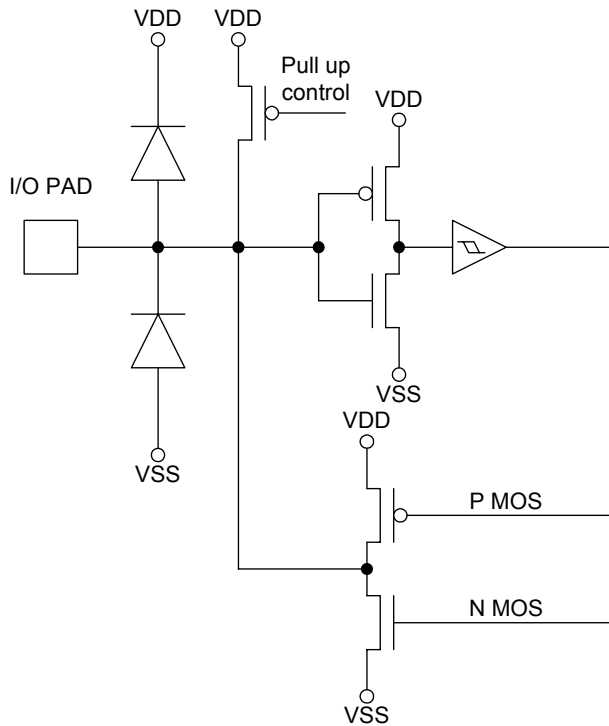 VDD
VDD
Pull up
control
VDD
I/O PAD
VSS
VSS
VDD
P MOS
N MOS
VSS